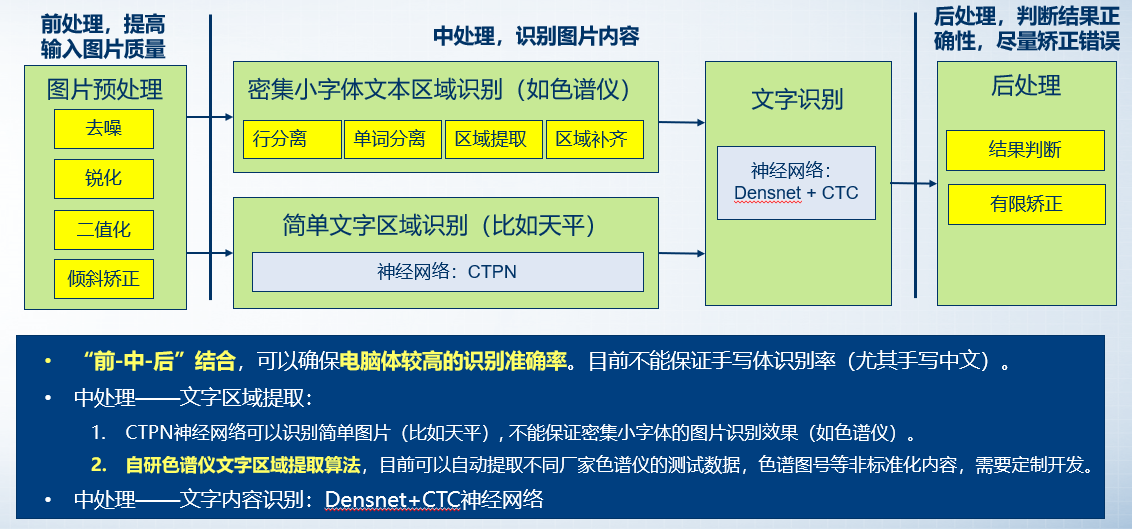 前处理，提高
输入图片质量
中处理，识别图片内容
后处理，判断结果正
确性，尽量矫正错误
图片预处理
去噪
锐化
二值化
倾斜矫正
密集小字体文本区域识别（如色谱仪）
行分离
单词分离
区域提取
区域补齐
简单文字区域识别（比如天平）
神经网络：CTPN
文字识别
神经网络：
Densnet + CTC
后处理
结果判断
有限矫正
• “前-中-后”结合，可以确保电脑体较高的识别准确率。目前不能保证手写体识别率（尤其手写中文）。
• 中处理——文字区域提取：
1. CTPN神经网络可以识别简单图片（比如天平）, 不能保证密集小字体的图片识别效果（如色谱仪）。
2. 自研色谱仪文字区域提取算法，目前可以自动提取不同厂家色谱仪的测试数据，色谱图号等非标准化内容，需要定制开发。
• 中处理——文字内容识别：Densnet+CTC神经网络